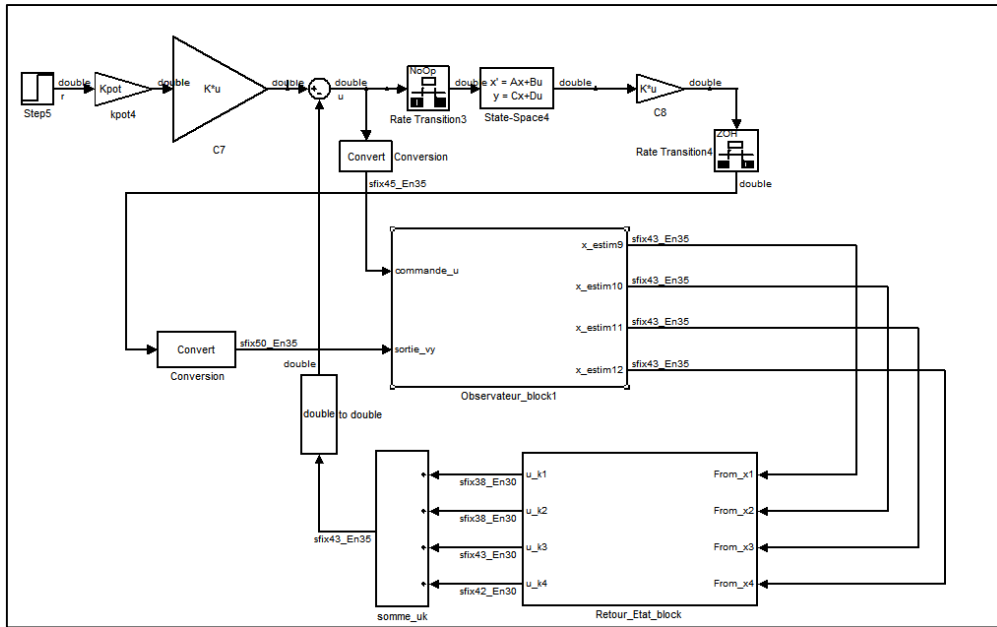 double
r
Step5
Kpot
kpot4
double
K*u
C7
double
+
-
double
u
NoOp
Rate Transition3
double
x' = Ax+Bu
y = Cx+Du
State-Space4
double
K*u
C8
double
ZOH
Rate Transition4
double
Convert
Conversion
sfix45_En35
commande_u
sortie_vy
x_estim9
x_estim10
x_estim11
x_estim12
Observateur_block1
sfix43_En35
sfix43_En35
sfix43_En35
sfix43_En35
Convert
Conversion
sfix50_En35
double
double
to double
sfix43_En35
somme_uk
sfix38_En30
sfix38_En30
sfix43_En30
sfix42_En30
u_k1
u_k2
u_k3
u_k4
From_x1
From_x2
From_x3
From_x4
Retour_Etat_block